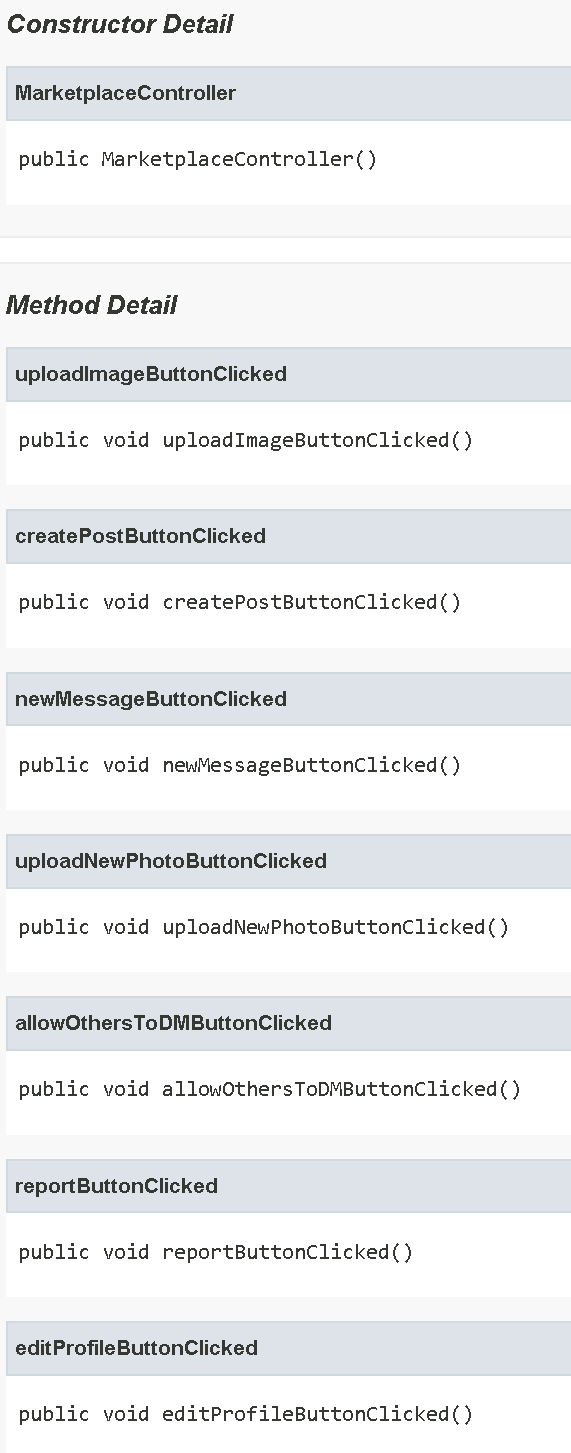 Constructor Detail
MarketplaceController
public MarketplaceController()
Method Detail
uploadImageButtonClicked
public void uploadImageButtonClicked()
createPostButtonClicked
public void createPostButtonClicked()
newMessageButtonClicked
public void newMessageButtonClicked()
uploadNewPhotoButtonClicked
public void uploadNewPhotoButtonClicked()
allowOthersToDMButtonClicked
public void allowOthersToDMButtonClicked()
reportButtonClicked
public void reportButtonClicked()
editProfileButtonClicked
public void editProfileButtonClicked()